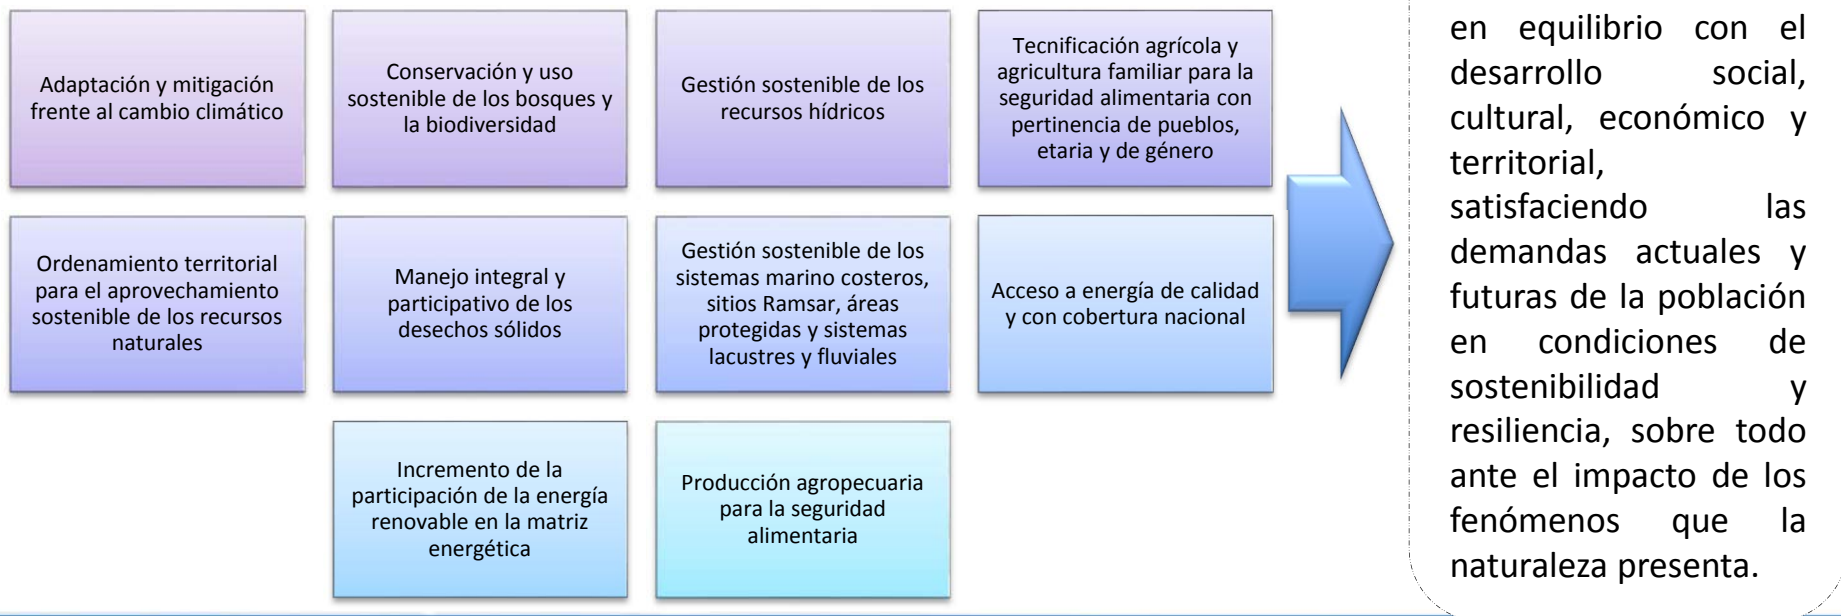 Adaptación y mitigación
frente al cambio climático
Conservación y uso
sostenible de los bosques y
la biodiversidad
Gestión sostenible de los
recursos hídricos
Tecnificación agrícola y
agricultura familiar para la
seguridad alimentaria con
pertinencia de pueblos,
etaria y de género
Ordenamiento territorial
para el aprovechamiento
sostenible de los recursos
naturales
Manejo integral y
participativo de los
desechos sólidos
Gestión sostenible de los
sistemas marino costeros,
sitios Ramsar, áreas
protegidas y sistemas
lacustres y fluviales
Acceso a energía de calidad
y con cobertura nacional
Incremento de la
participación de la energía
renovable en la matriz
energética
Producción agropecuaria
para la seguridad
alimentaria
en equilibrio con el
desarrollo social,
cultural, económico y
territorial,
satisfaciendo las
demandas actuales y
futuras de la población
en condiciones de
sostenibilidad y
resiliencia, sobre todo
ante el impacto de los
fenómenos que la
naturaleza presenta.